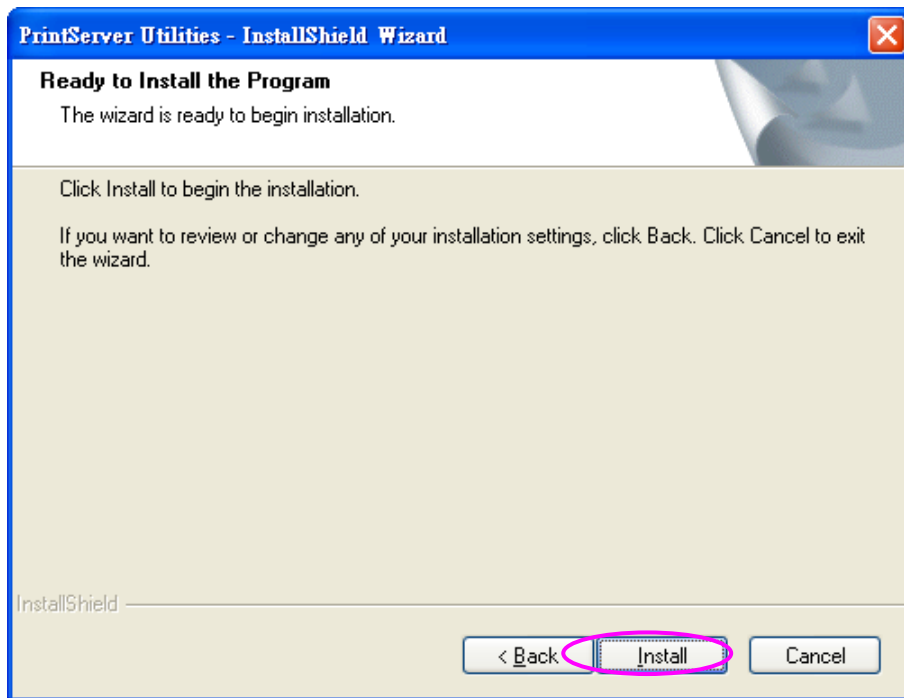 PrintServer Utilities - InstallShield Wizard
Ready to Install the Program
The wizard is ready to begin installation.
Click Install to begin the installation.
If you want to review or change any of your installation settings, click Back. Click Cancel to exit
the wizard.
InstallShield
< Back
Install
Cancel